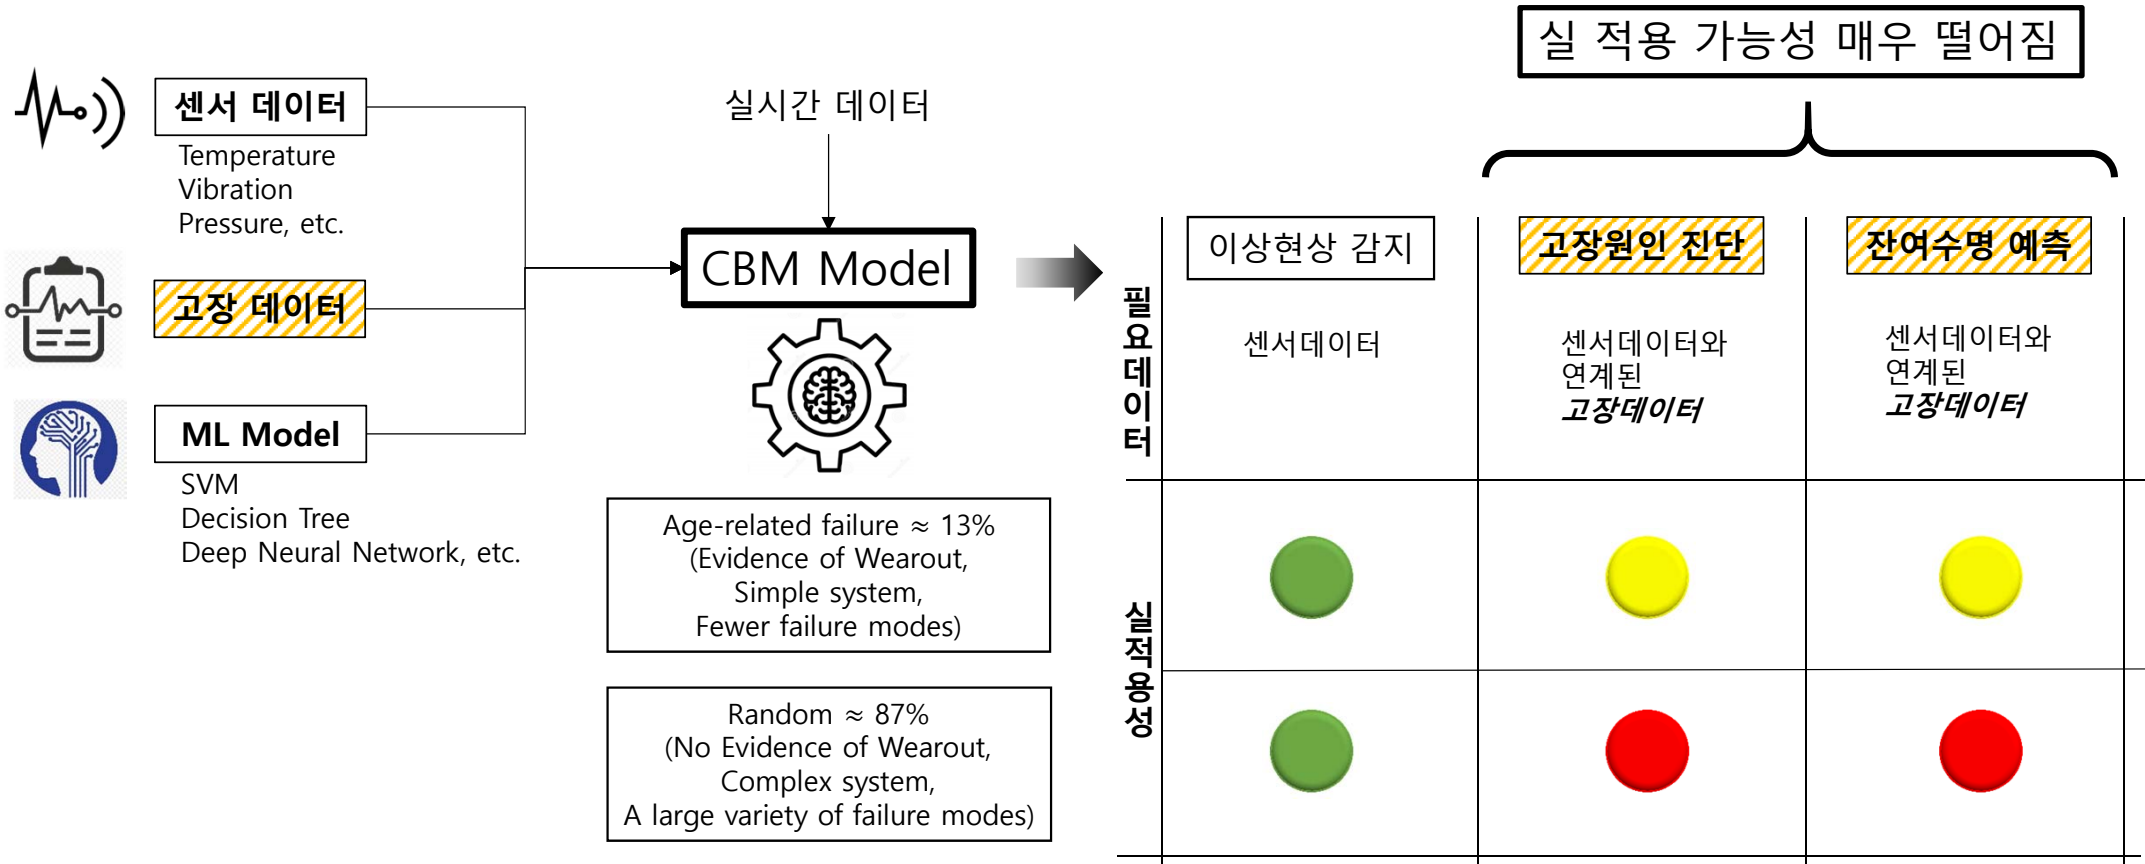 실 적용 가능성 매우 떨어짐
센서 데이터
Temperature
Vibration
Pressure, etc.
고장 데이터
ML Model
SVM
Decision Tree
Deep Neural Network, etc.
실시간 데이터
CBM Model
Age-related failure ≈ 13%
(Evidence of Wearout,
Simple system,
Fewer failure modes)
Random ≈ 87%
(No Evidence of Wearout,
Complex system,
A large variety of failure modes)
이상현상 감지
고장원인 진단
잔여수명 예측
필요데이터
센서데이터
센서데이터와
연계된
고장데이터
센서데이터와
연계된
고장데이터
실적용성